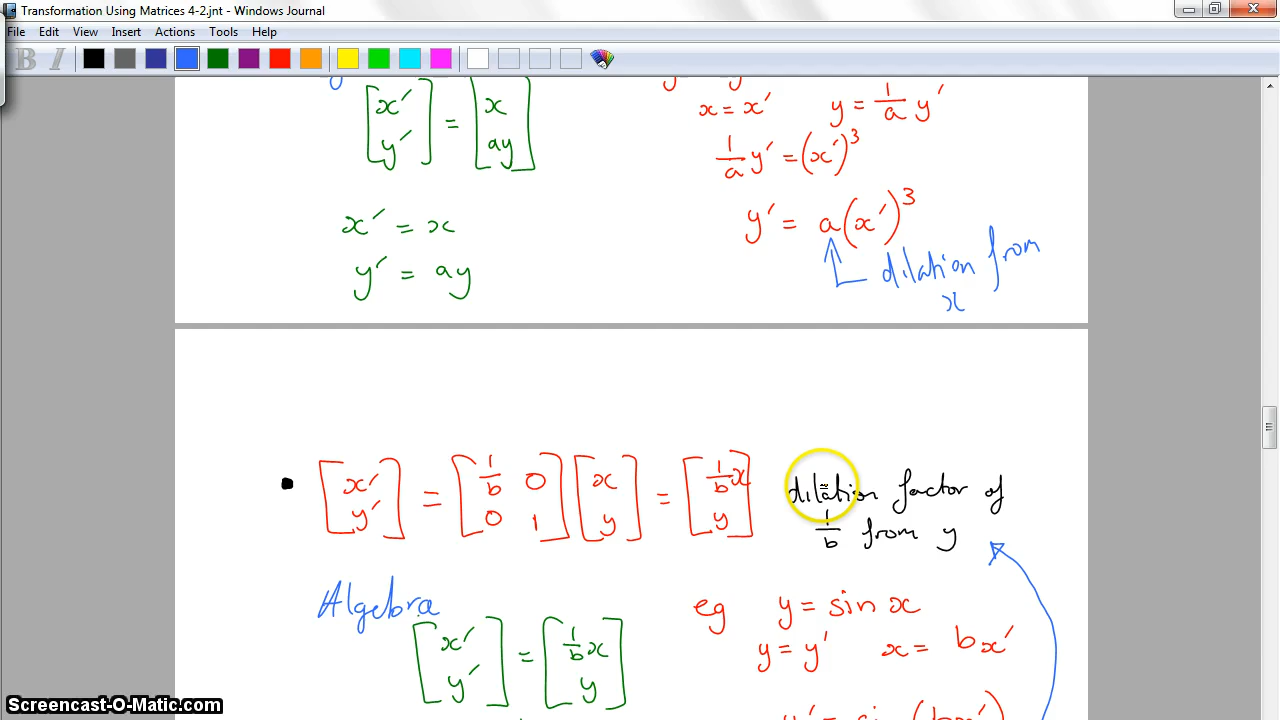 Transformation Using Matrices 4-2.jnt - Windows Journal
File Edit View Insert Actions Tools Help
B I
[x′ y′] = [x ay]
x = x′ y = 1/a y′
1/a y′ = (x′)³
x′ = x
y′ = a(x′)³
y′ = ay
dilation from
x
• [x′ y′] = [1/b 0 0 1] [x y] = [1/b x y] dilation factor of
1/b from y
Algebra
eg y = sin x
[x′ y′] = [1/b x y]
y = y′ x = bx′
y′ = sin (bx′)
Screencast-O-Matic.com